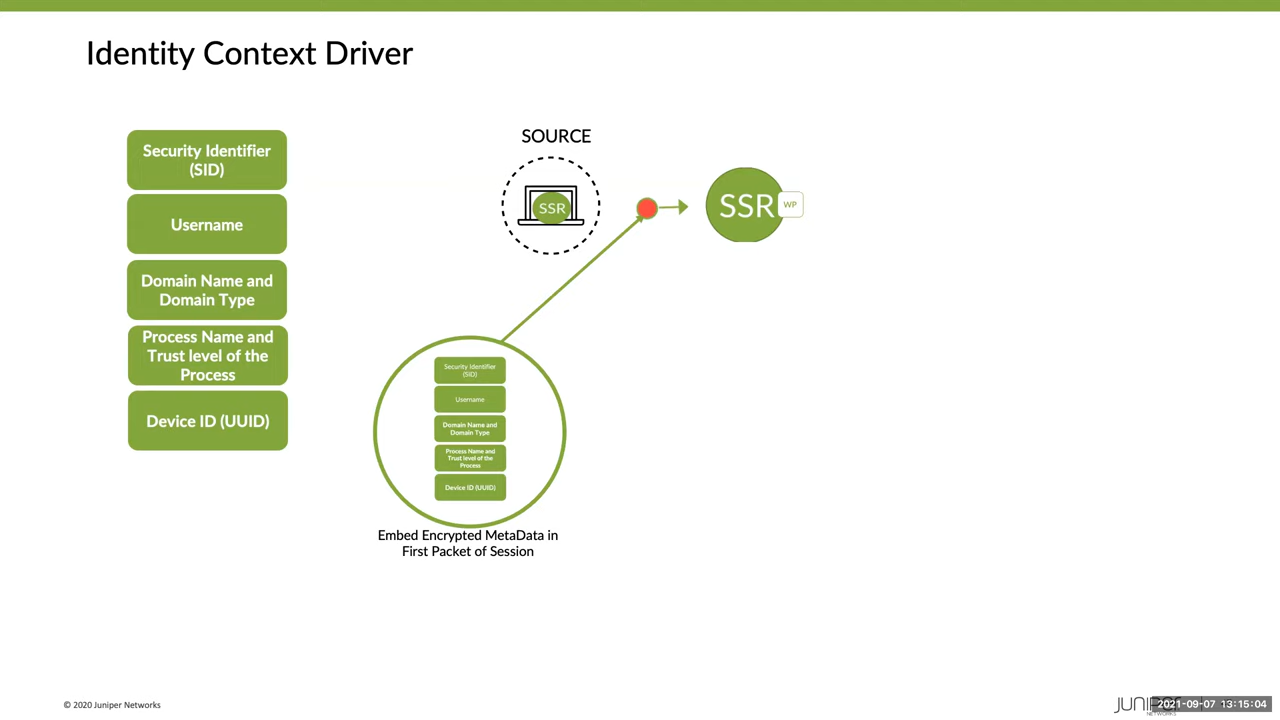 Identity Context Driver
Security Identifier
(SID)
Username
Domain Name and
Domain Type
Process Name and
Trust level of the
Process
Device ID (UUID)
SOURCE
SSR
SSR
WP
Security Identifier
(SID)
Username
Domain Name and
Domain Type
Process Name and
Trust level of the
Process
Device ID (UUID)
Embed Encrypted MetaData in
First Packet of Session
© 2020 Juniper Networks
JUNIPER
NETWORKS
2021-09-07 13:15:04